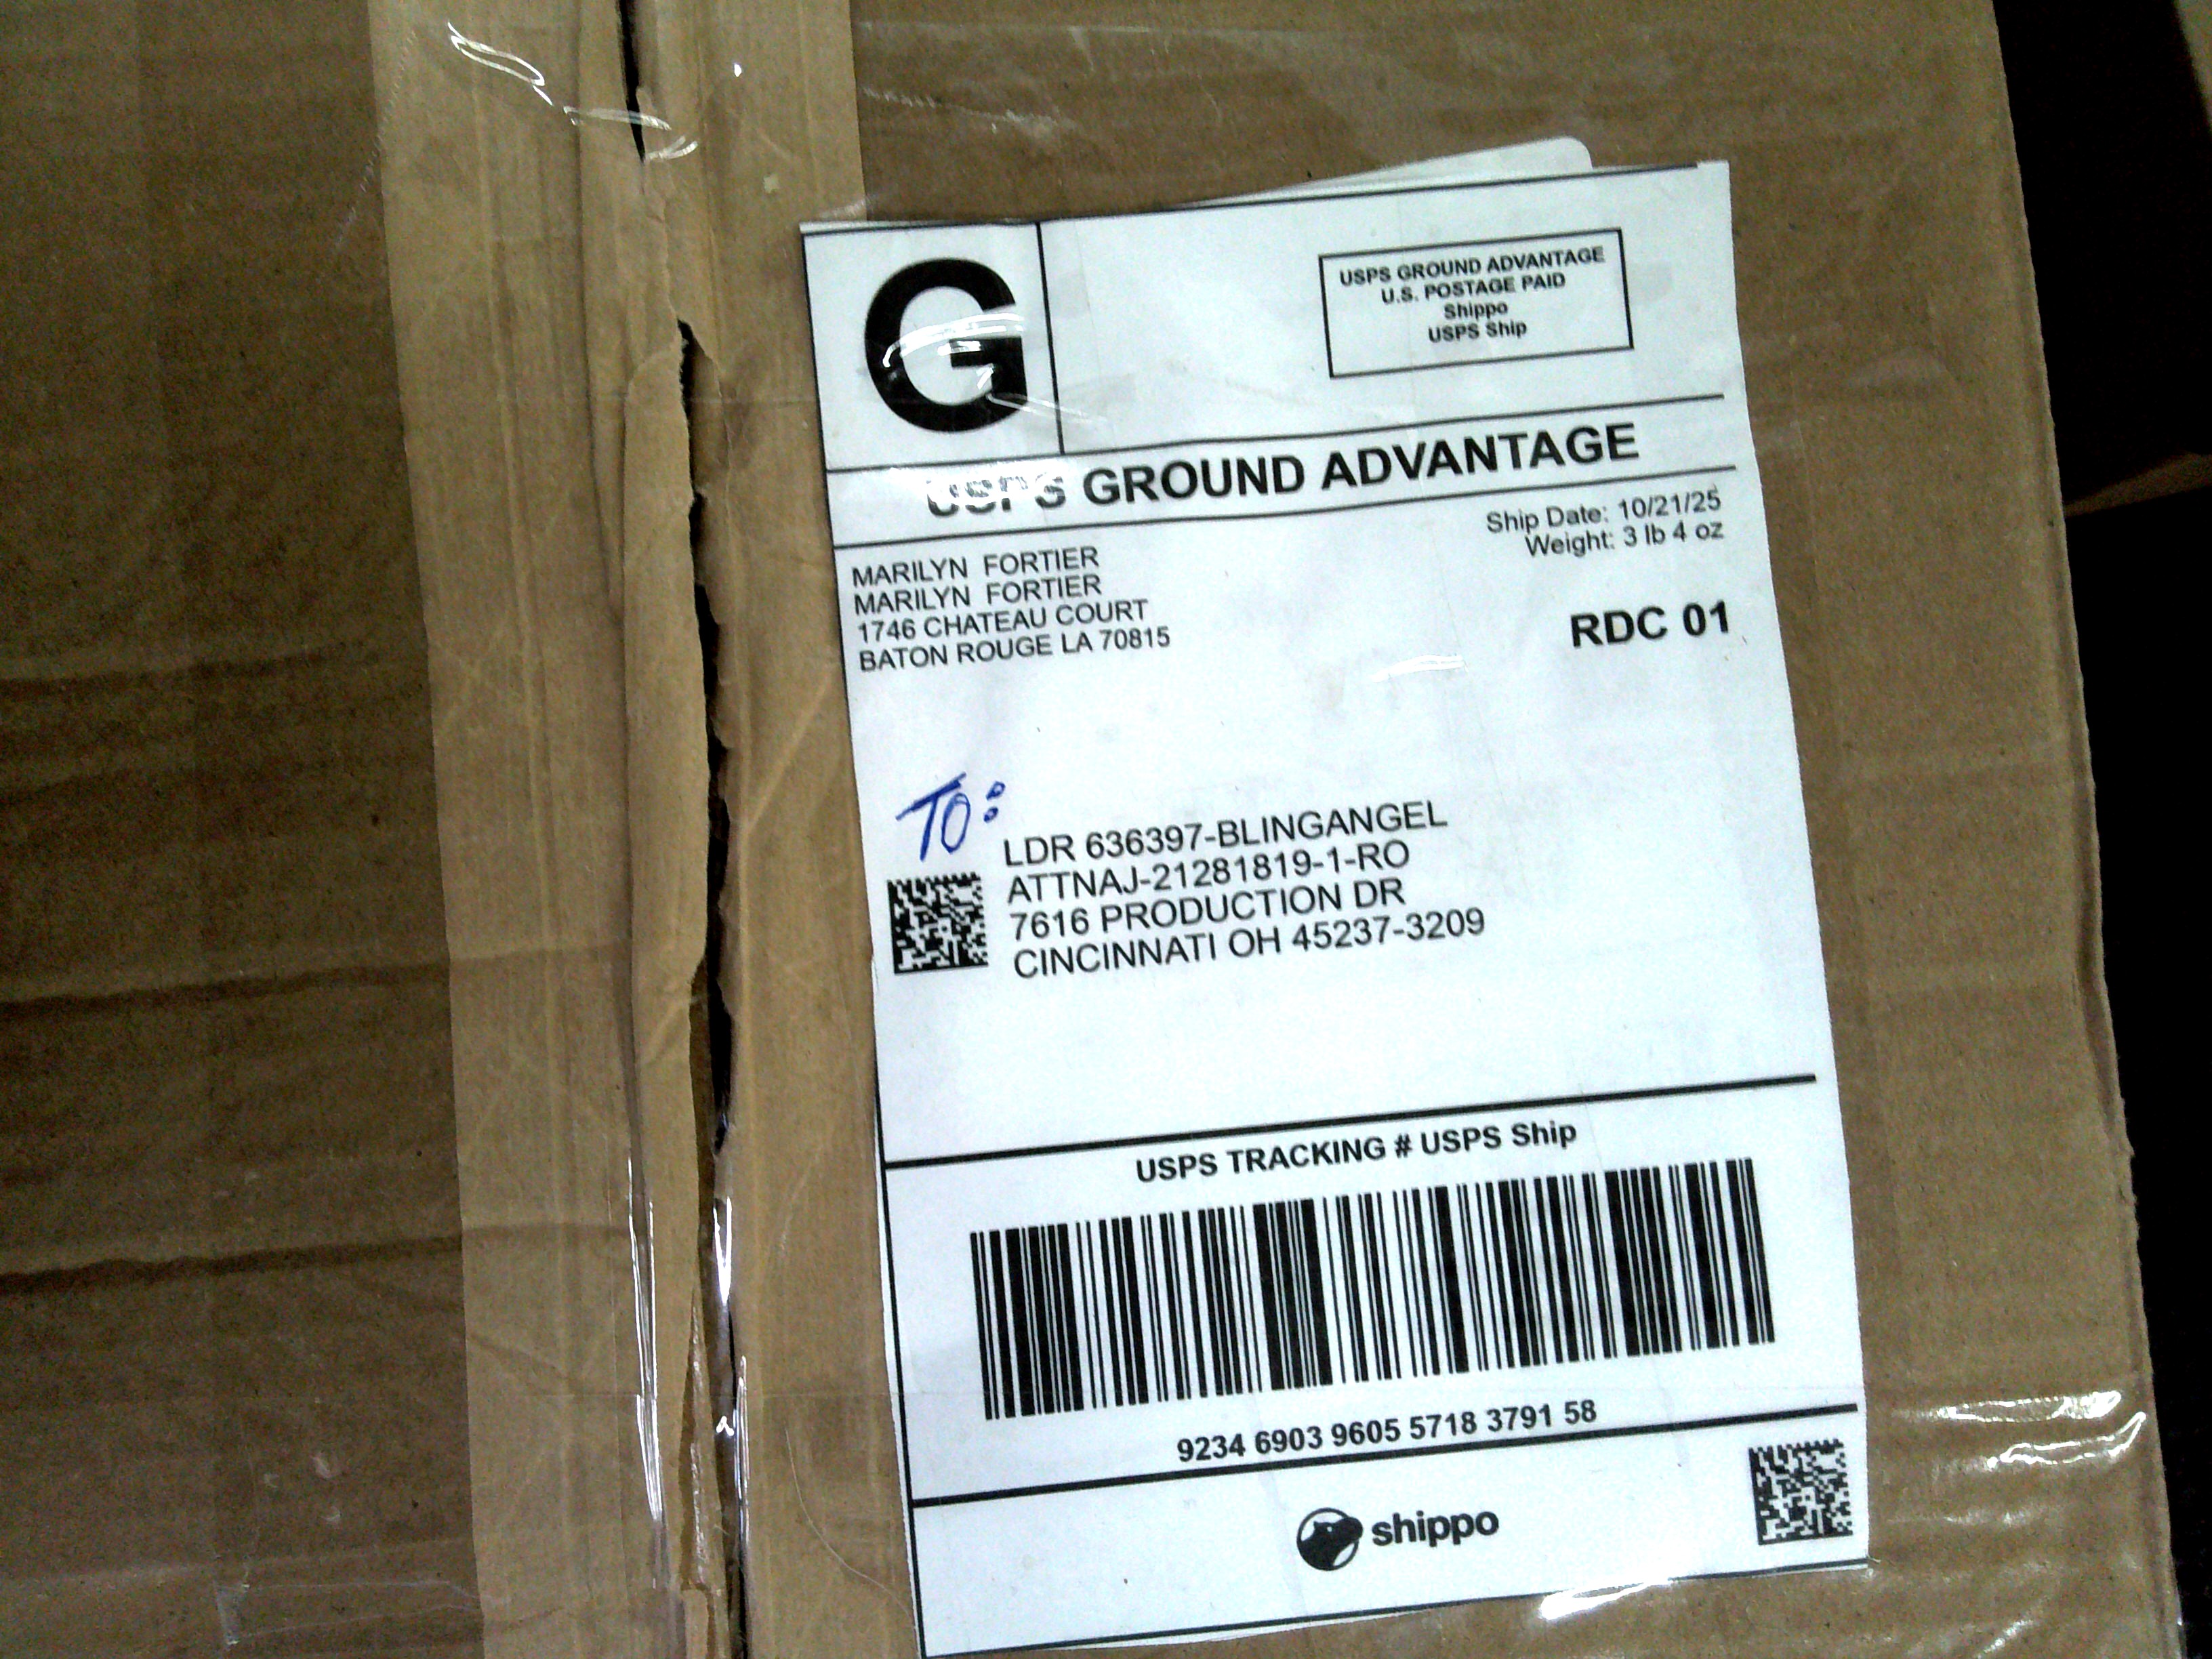 G
USPS GROUND ADVANTAGE
U.S. POSTAGE PAID
Shippo
USPS Ship
USPS GROUND ADVANTAGE
Ship Date: 10/21/25
Weight: 3 lb 4 oz
MARILYN FORTIER
MARILYN FORTIER
1746 CHATEAU COURT
BATON ROUGE LA 70815
RDC 01
TO:
LDR 636397-BLINGANGEL
ATTNAJ-21281819-1-RO
7616 PRODUCTION DR
CINCINNATI OH 45237-3209
USPS TRACKING # USPS Ship
9234 6903 9605 5718 3791 58
shippo